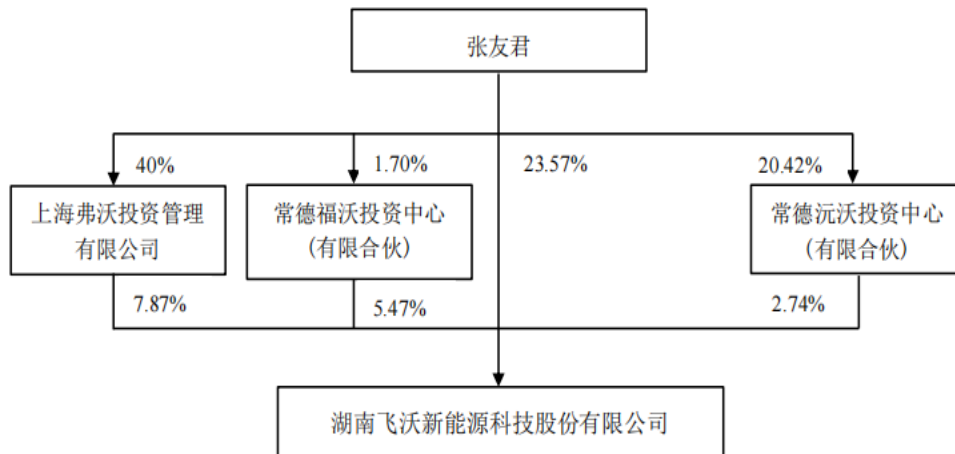 张友君
40%
1.70%
23.57%
20.42%
上海弗沃投资管理
有限公司
常德福沃投资中心
(有限合伙)
常德沅沃投资中心
(有限合伙)
7.87%
5.47%
2.74%
湖南飞沃新能源科技股份有限公司